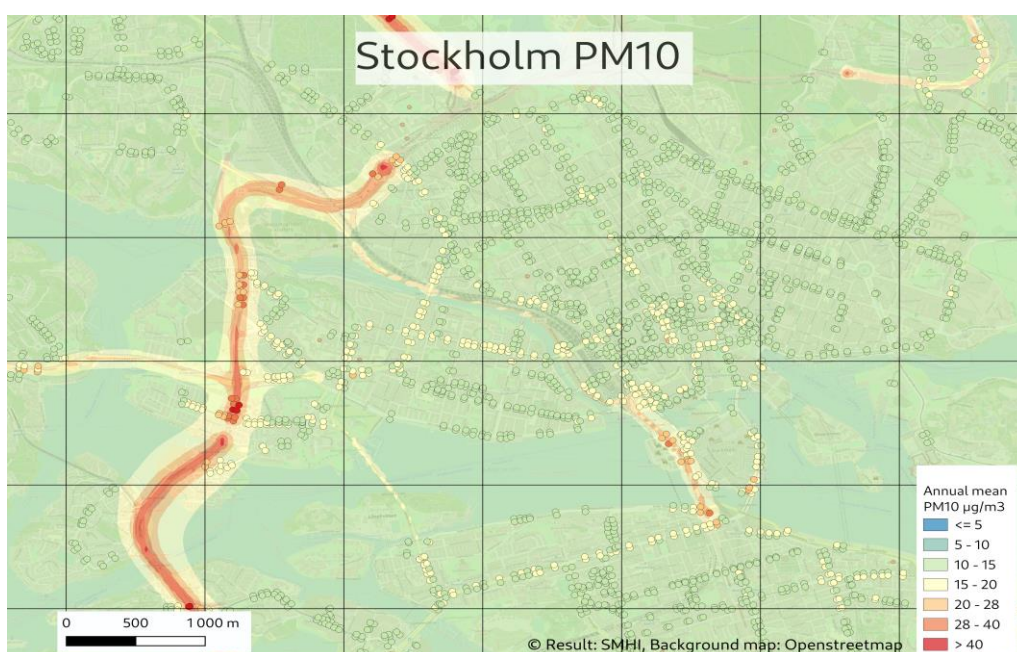 Stockholm PM10
Annual mean
PM10 µg/m3
<= 5
5 - 10
10 - 15
15 - 20
20 - 28
28 - 40
> 40
0 500 1 000 m
© Result: SMHI, Background map: Openstreetmap